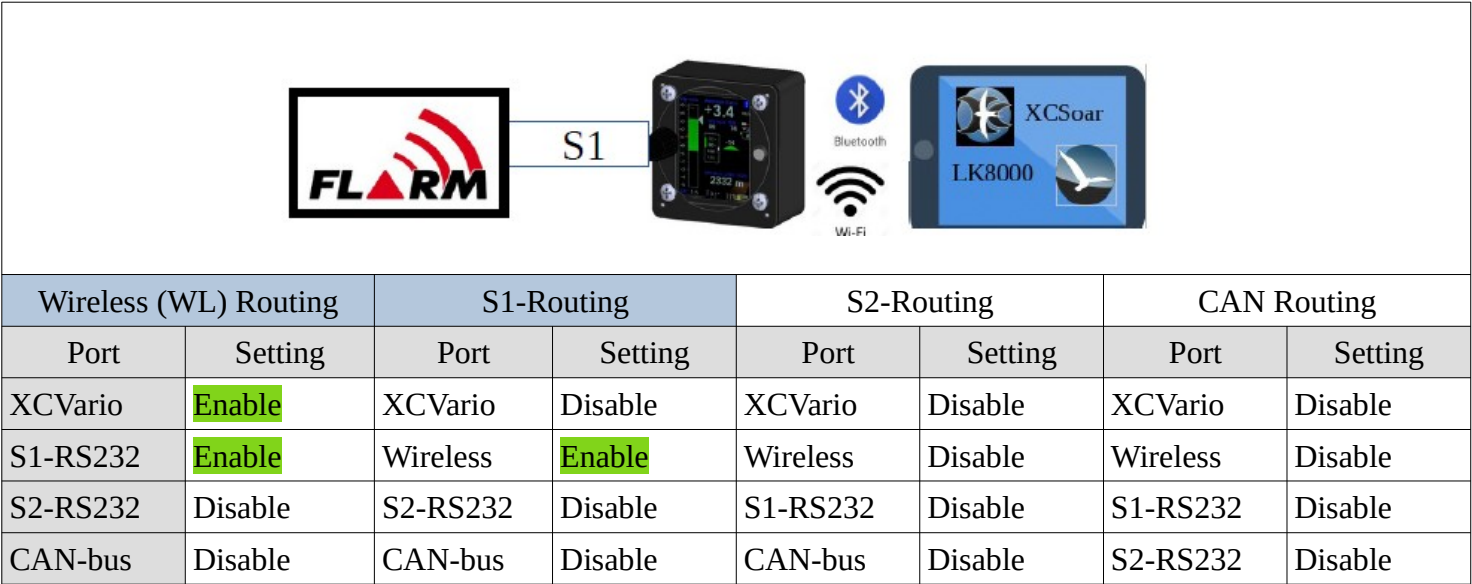 FLARM
S1
+3.4
2332 m
Bluetooth
Wi-Fi
XCSoar
LK8000
Wireless (WL) Routing S1-Routing S2-Routing CAN Routing
Port Setting Port Setting Port Setting Port Setting
XCVario Enable XCVario Disable XCVario Disable XCVario Disable
S1-RS232 Enable Wireless Enable Wireless Disable Wireless Disable
S2-RS232 Disable S2-RS232 Disable S1-RS232 Disable S1-RS232 Disable
CAN-bus Disable CAN-bus Disable CAN-bus Disable S2-RS232 Disable